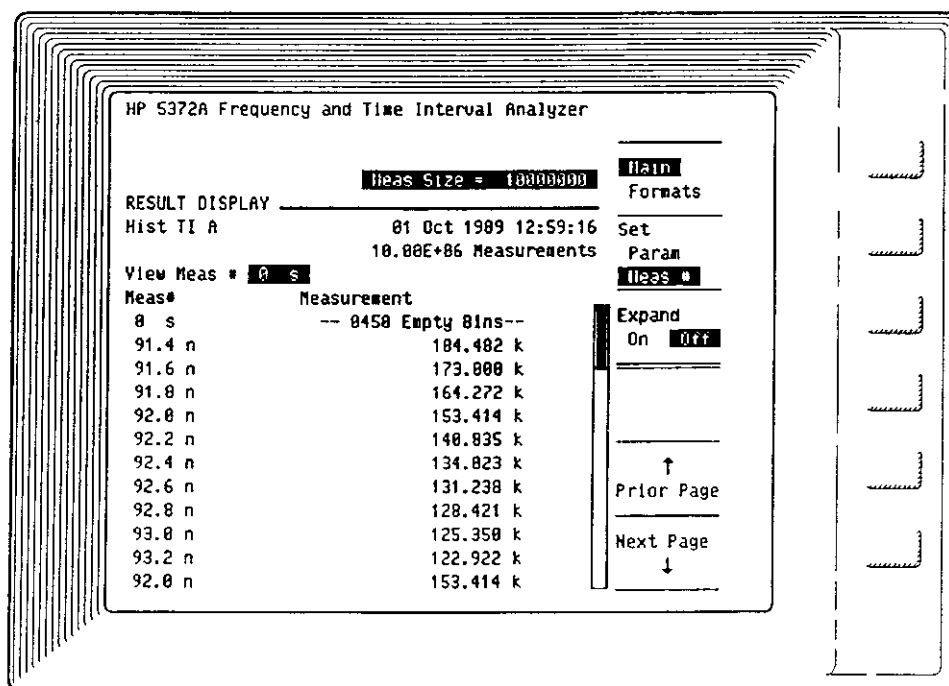 HP 5372A Frequency and Time Interval Analyzer
Meas Size = 10000000
RESULT DISPLAY
Hist TI A
01 Oct 1989 12:59:16
10.00E+06 Measurements
View Meas # 0 s
Meas# Measurement
0 s -- 0450 Empty Bins--
91.4 n 184.482 k
91.6 n 173.000 k
91.8 n 164.272 k
92.0 n 153.414 k
92.2 n 140.835 k
92.4 n 134.823 k
92.6 n 131.238 k
92.8 n 128.421 k
93.0 n 125.350 k
93.2 n 122.922 k
92.0 n 153.414 k
Main
Formats
Set
Param
Meas #
Expand
On Off
↑
Prior Page
Next Page
↓